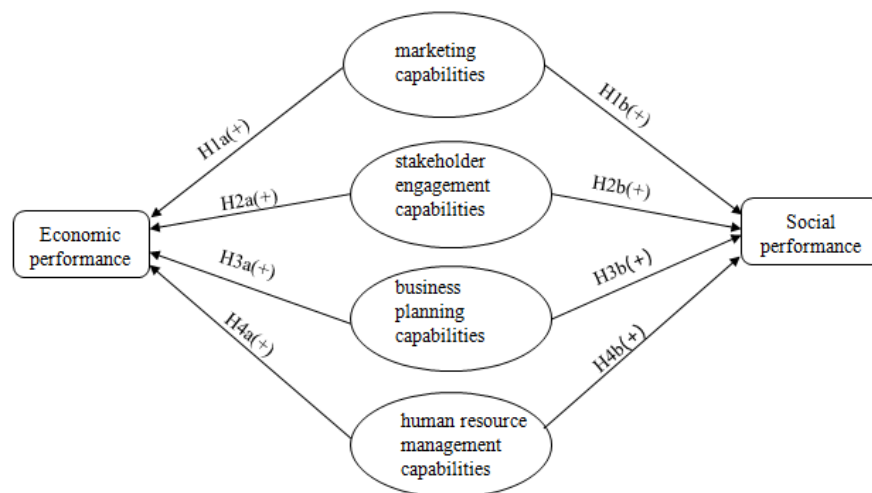 marketing
capabilities
H1a(+)
H1b(+)
stakeholder
engagement
capabilities
H2a(+)
H2b(+)
Economic
performance
Social
performance
H3a(+)
H3b(+)
business
planning
capabilities
H4a(+)
H4b(+)
human resource
management
capabilities